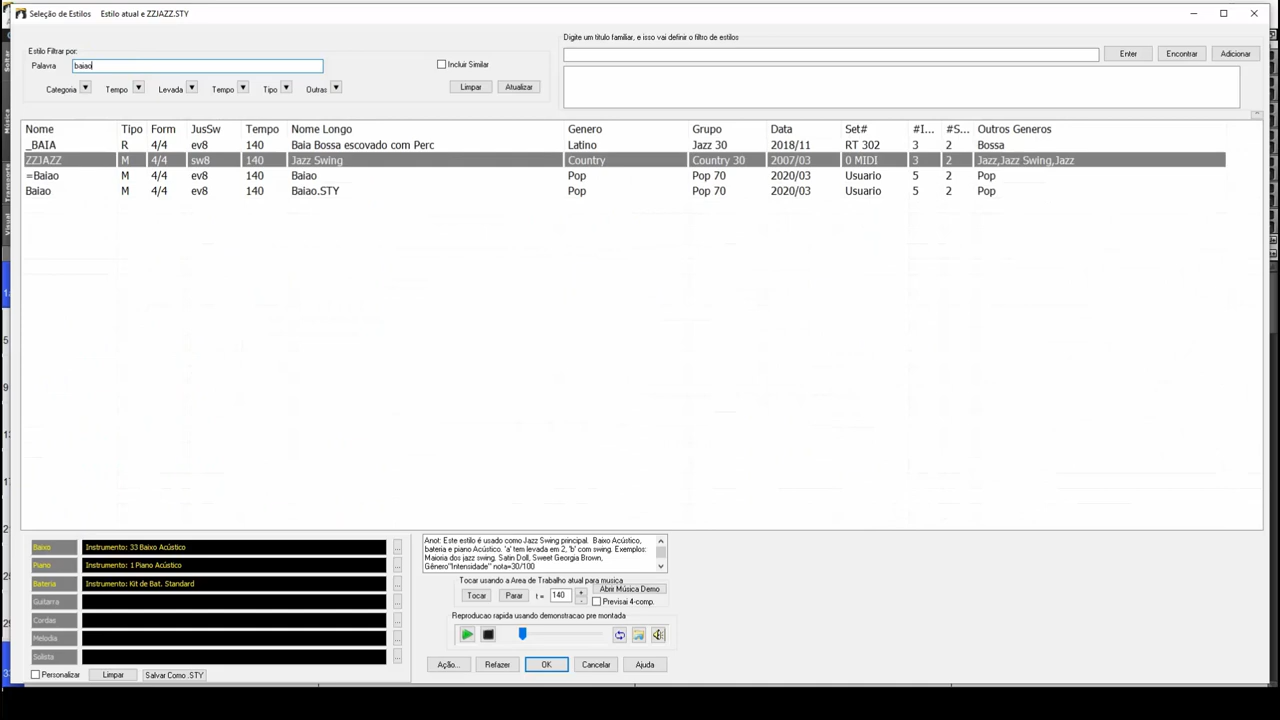 Seleção de Estilos Estilo atual e ZZJAZZ.STY
Digite um título familiar, e isso vai definir o filtro de estilos
Estilo Filtrar por:
Palavra baiao Incluir Similar
Enter Encontrar Adicionar
Categoria Tempo Levada Tempo Tipo Outras Limpar Atualizar
Nome Tipo Form JusSw Tempo Nome Longo Genero Grupo Data Set# #I... #S... Outros Generos
_BAIA R 4/4 ev8 140 Baia Bossa escovado com Perc Latino Jazz 30 2018/11 RT 302 3 2 Bossa
ZZJAZZ M 4/4 sw8 140 Jazz Swing Country Country 30 2007/03 0 MIDI 3 2 Jazz,Jazz Swing,Jazz
=Baiao M 4/4 ev8 140 Baiao Pop Pop 70 2020/03 Usuario 5 2 Pop
Baiao M 4/4 ev8 140 Baiao.STY Pop Pop 70 2020/03 Usuario 5 2 Pop
Baixo Instrumento: 33 Baixo Acústico
Piano Instrumento: 1 Piano Acústico
Bateria Instrumento: Kit de Bat. Standard
Guitarra
Cordas
Melodia
Solista
Personalizar Limpar Salvar Como .STY
Anot: Este estilo é usado como Jazz Swing principal. Baixo Acústico,
bateria e piano Acústico. 'a' tem levada em 2, 'b' com swing. Exemplos:
Maioria dos jazz swing. Satin Doll, Sweet Georgia Brown,
Gênero"Intensidade" nota=30/100
Tocar usando a Area de Trabalho atual para musica
Tocar Parar t = 140 + - Abrir Música Demo
Previsai 4-comp.
Reproducao rapida usando demonstracao pre montada
Ação... Refazer OK Cancelar Ajuda